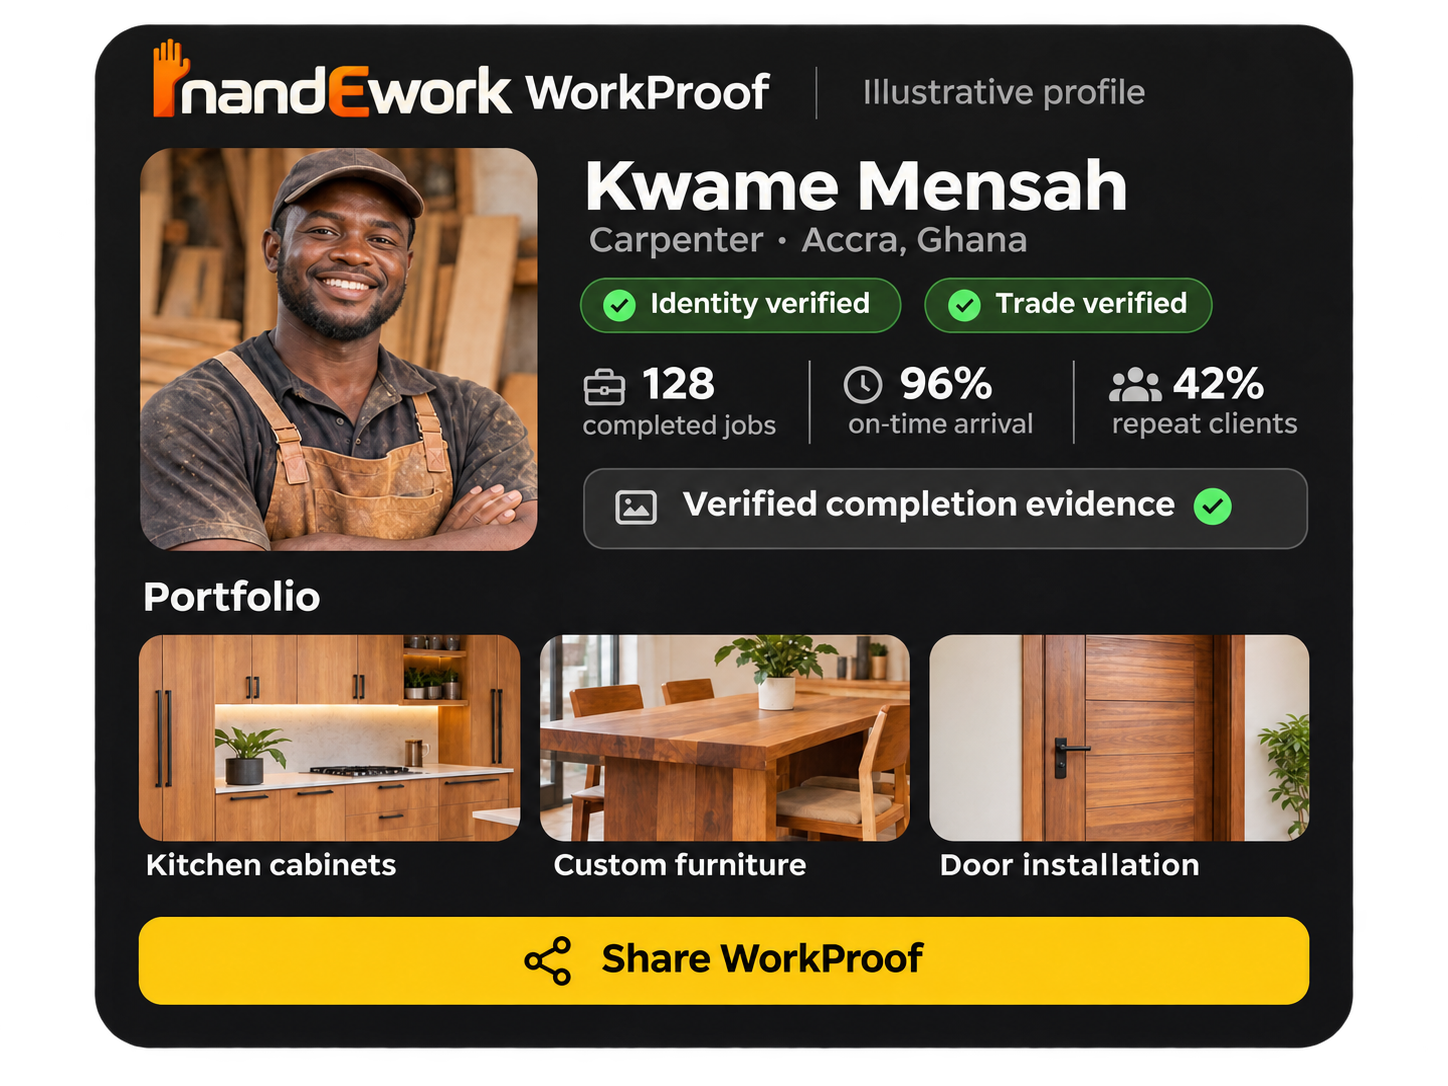 handEwork WorkProof
Illustrative profile
Kwame Mensah
Carpenter • Accra, Ghana
Identity verified
Trade verified
128
completed jobs
96%
on-time arrival
42%
repeat clients
Verified completion evidence
Portfolio
Kitchen cabinets
Custom furniture
Door installation
Share WorkProof